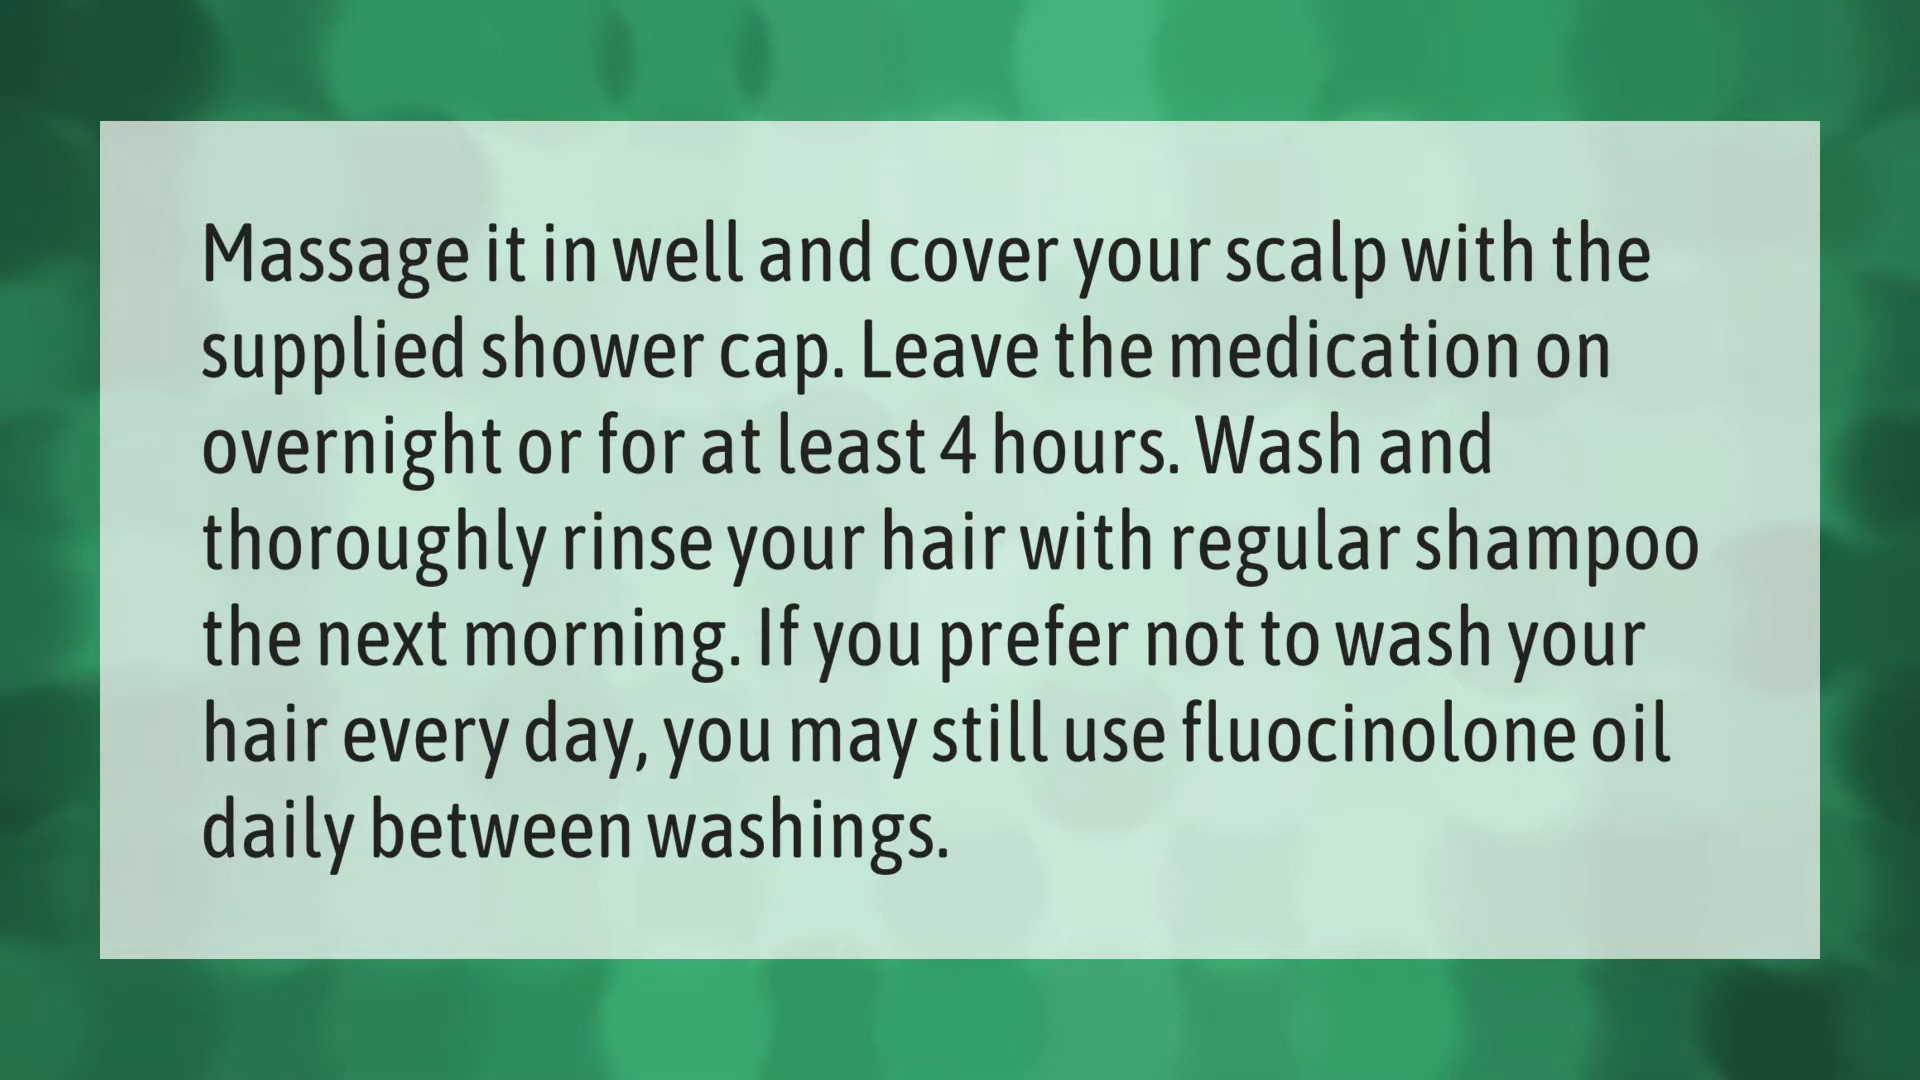 Massage it in well and cover your scalp with the
supplied shower cap. Leave the medication on
overnight or for at least 4 hours. Wash and
thoroughly rinse your hair with regular shampoo
the next morning. If you prefer not to wash your
hair every day, you may still use fluocinolone oil
daily between washings.